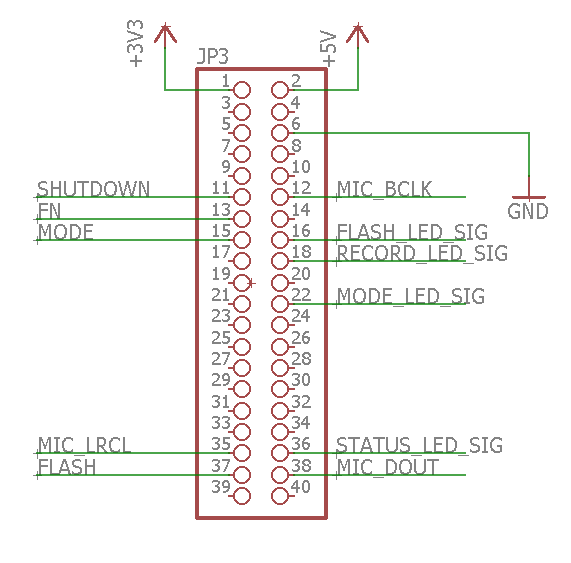 +3V3
+5V
JP3
1 2
3 4
5 6
7 8
9 10
SHUTDOWN 11 12 MIC_BCLK
FN 13 14
MODE 15 16 FLASH_LED_SIG
17 18 RECORD_LED_SIG
19 20
21 22 MODE_LED_SIG
23 24
25 26
27 28
29 30
31 32
33 34
MIC_LRCL 35 36 STATUS_LED_SIG
FLASH 37 38 MIC_DOUT
39 40
GND